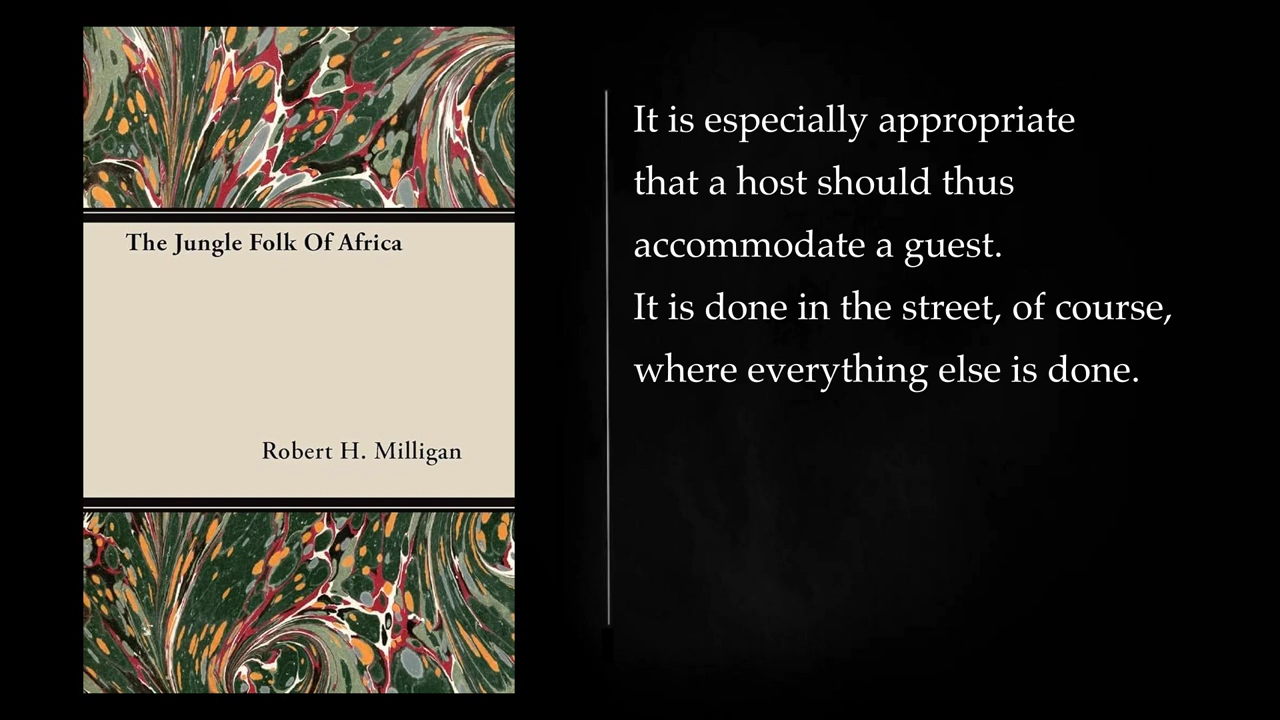 The Jungle Folk Of Africa
Robert H. Milligan
It is especially appropriate
that a host should thus
accommodate a guest.
It is done in the street, of course,
where everything else is done.